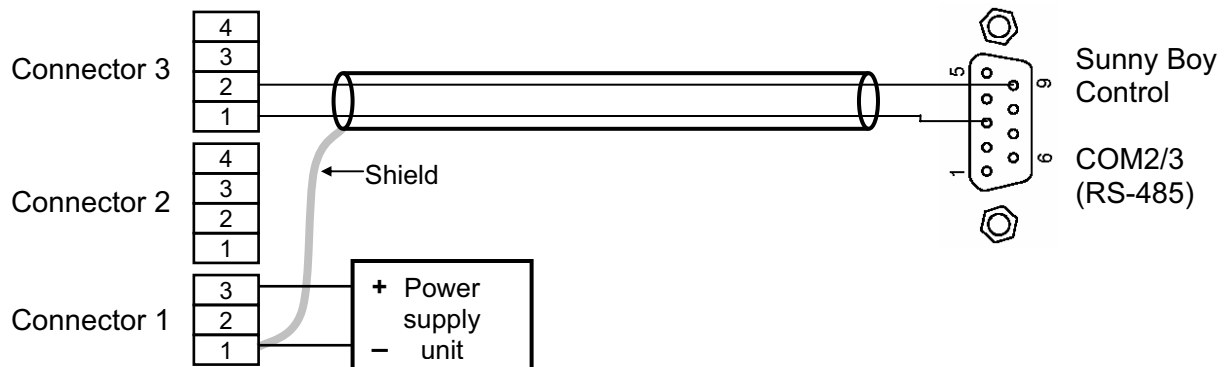 Connector 3
4
3
2
1
Connector 2
4
3
2
1
Connector 1
3
2
1
Shield
+ Power
supply
– unit
5
9
1
6
Sunny Boy
Control
COM2/3
(RS-485)